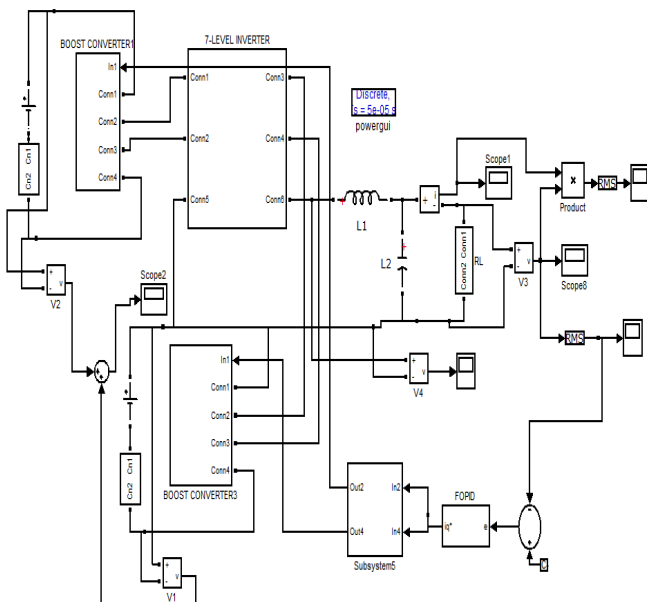 7-LEVEL INVERTER
BOOST CONVERTER1
In1
Conn1
Conn2
Conn3
Conn4
Conn1
Conn2
Conn5
Conn3
Conn4
Conn6
Discrete,
s = 5e-05 s
powergui
Cn2 Cn1
Scope1
i
+
-
×
Product
RMS
L1
L2
Conn2 Conn1
RL
+
-
v
V3
Scope8
RMS
+
-
v
V2
Scope2
+
+
In1
Conn1
Conn2
Conn3
Conn4
BOOST CONVERTER3
+
-
v
V4
Cn2 Cn1
Out2
Out4
In2
In4
Subsystem5
FOPID
iq*
e
-
+
C
+
-
v
V1